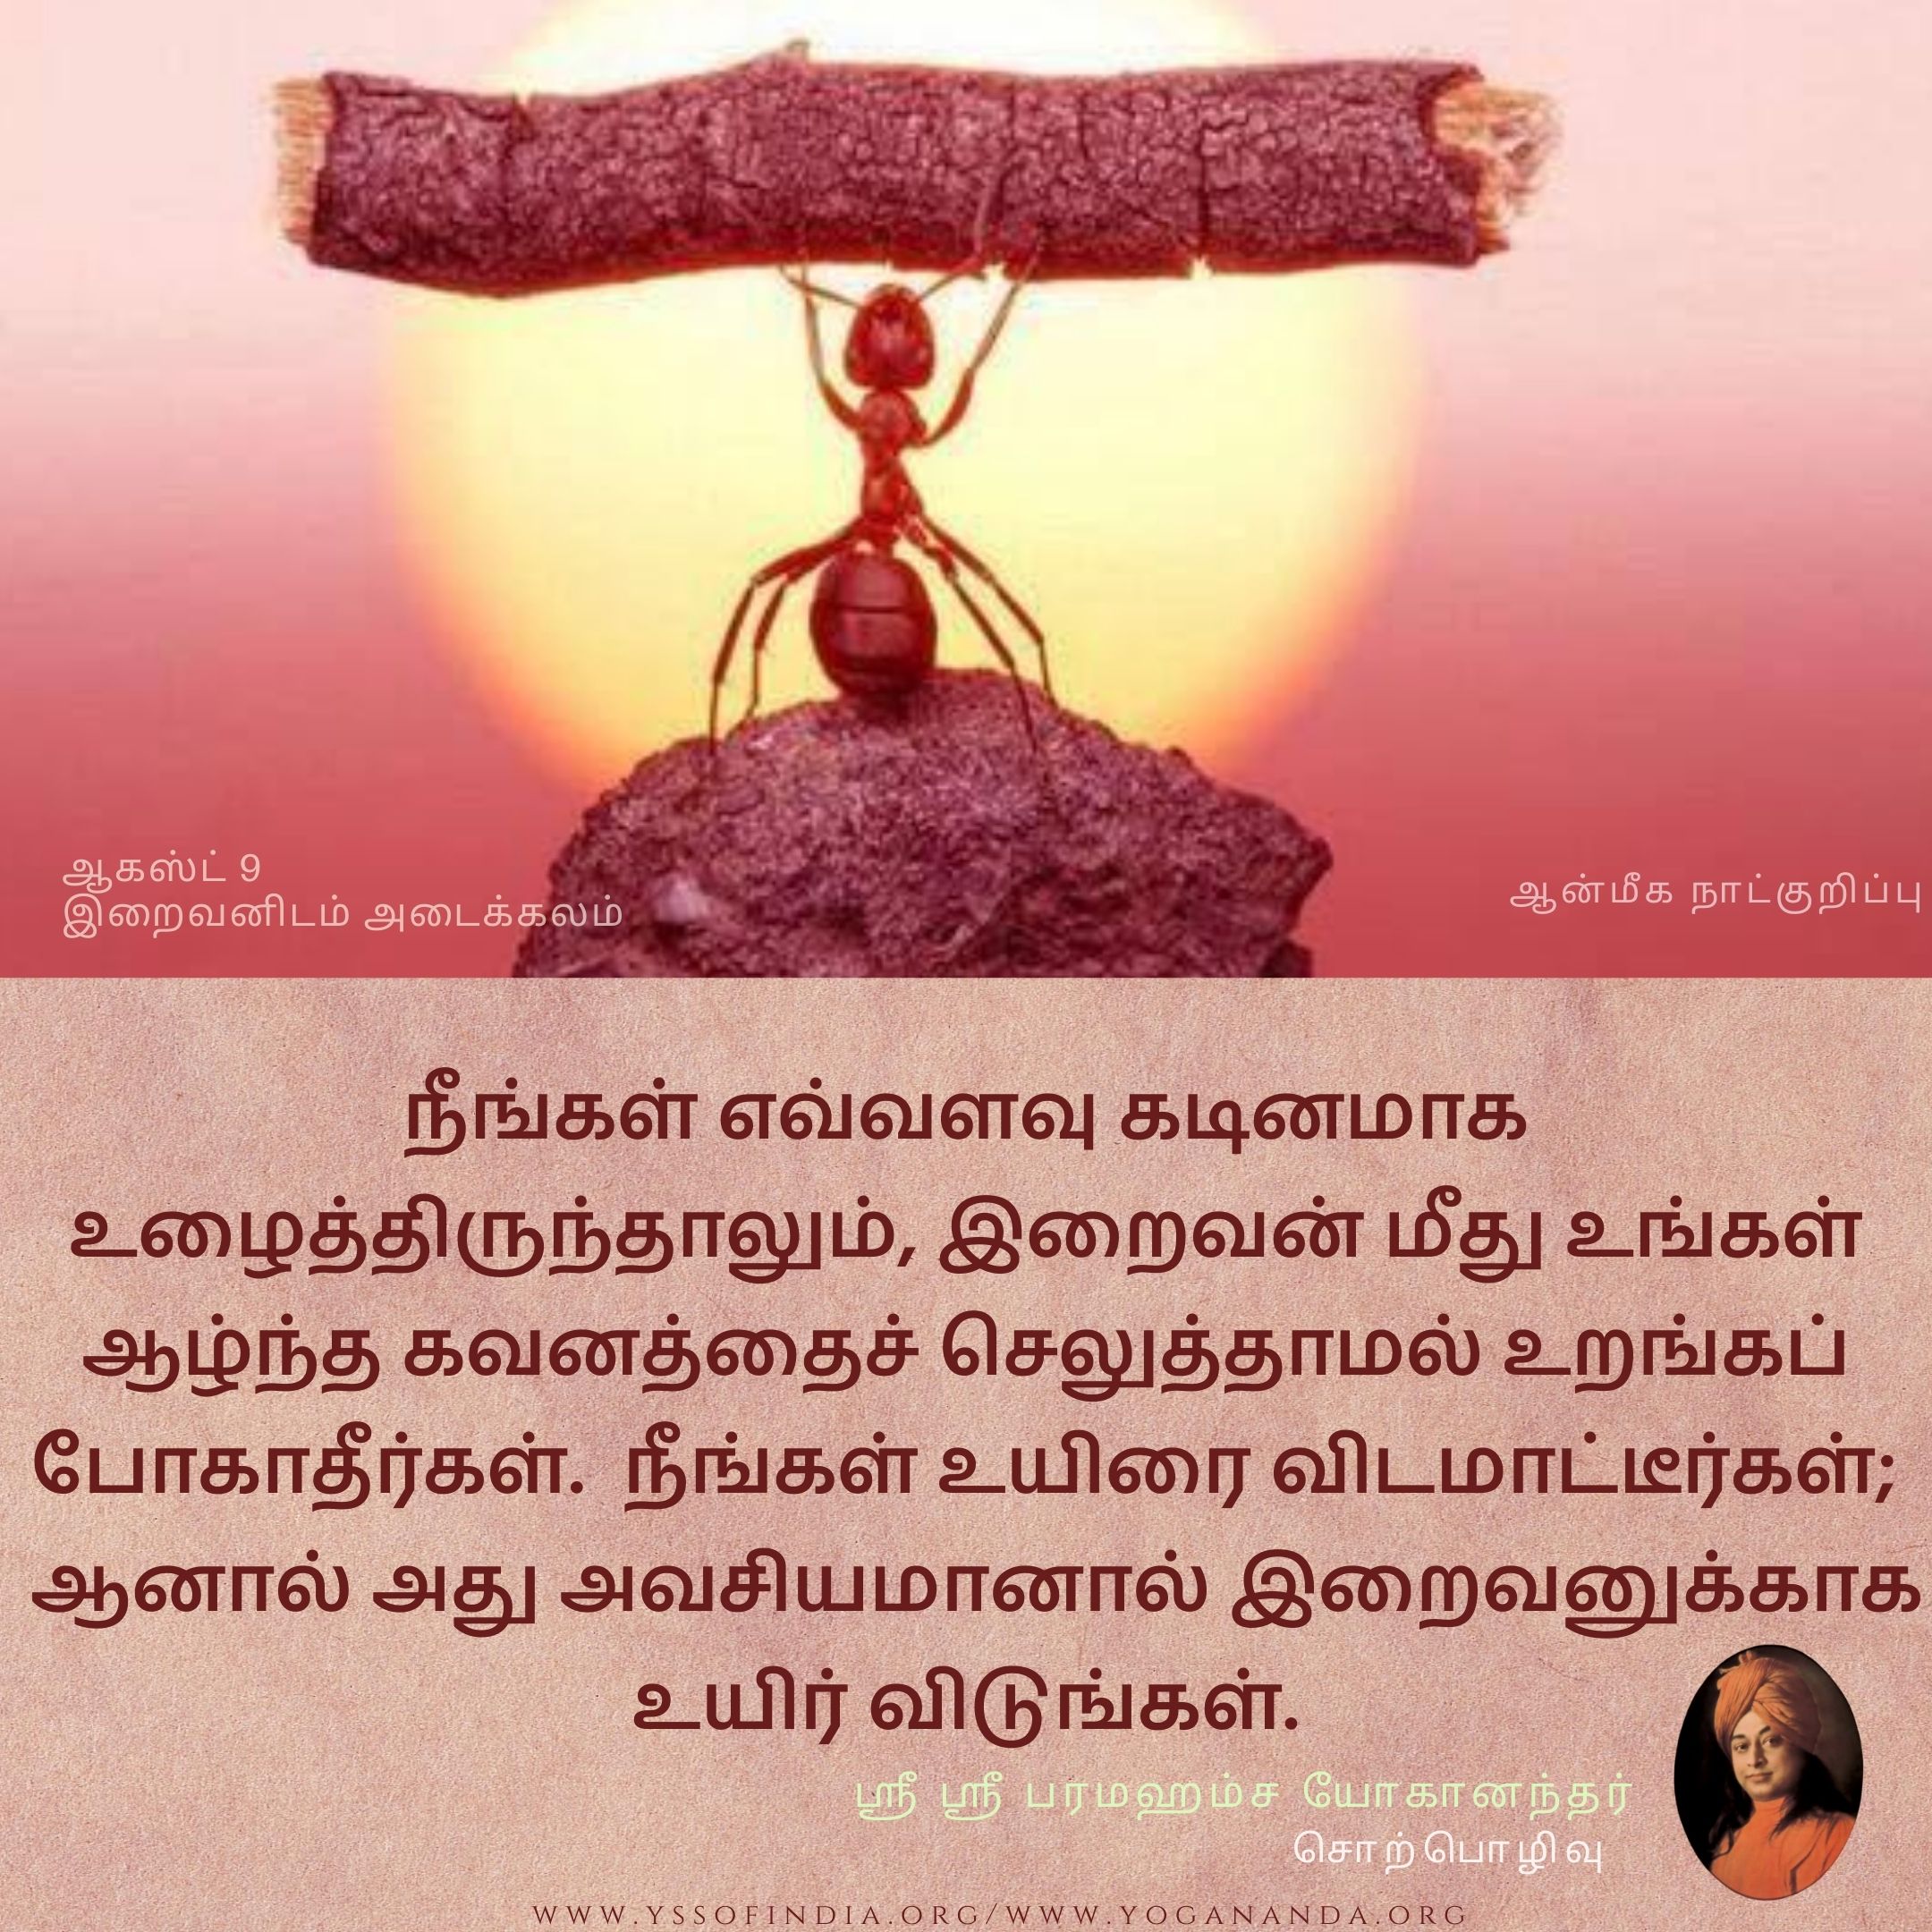 ஆகஸ்ட் 9
இறைவனிடம் அடைக்கலம்
ஆன்மீக நாட்குறிப்பு
நீங்கள் எவ்வளவு கடினமாக
உழைத்திருந்தாலும், இறைவன் மீது உங்கள்
ஆழ்ந்த கவனத்தைச் செலுத்தாமல் உறங்கப்
போகாதீர்கள். நீங்கள் உயிரை விடமாட்டீர்கள்;
ஆனால் அது அவசியமானால் இறைவனுக்காக
உயிர் விடுங்கள்.
ஸ்ரீ ஸ்ரீ பரமஹம்ச யோகானந்தர்
சொற்பொழிவு
WWW.YSSOFINDIA.ORG/WWW.YOGANANDA.ORG